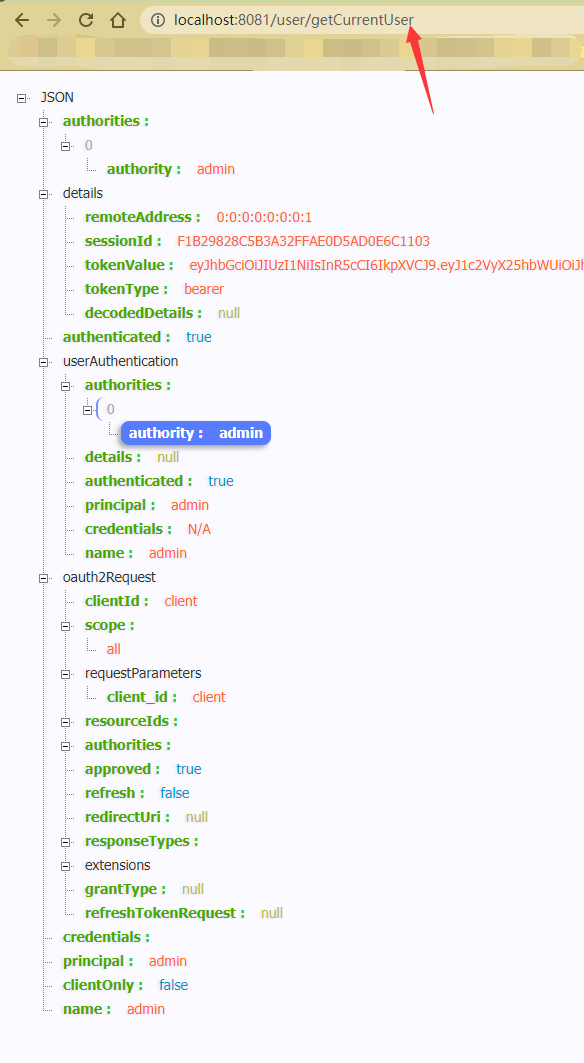 localhost:8081/user/getCurrentUser
JSON
authorities :
0
authority : admin
details
remoteAddress : 0:0:0:0:0:0:0:1
sessionId : F1B29828C5B3A32FFAE0D5AD0E6C1103
tokenValue : eyJhbGciOiJIUzI1NiIsInR5cCI6IkpXVCJ9.eyJ1c2VyX25hbWUiOiJh
tokenType : bearer
decodedDetails : null
authenticated : true
userAuthentication
authorities :
0
authority : admin
details : null
authenticated : true
principal : admin
credentials : N/A
name : admin
oauth2Request
clientId : client
scope :
all
requestParameters
client_id : client
resourceIds :
authorities :
approved : true
refresh : false
redirectUri : null
responseTypes :
extensions
grantType : null
refreshTokenRequest : null
credentials :
principal : admin
clientOnly : false
name : admin